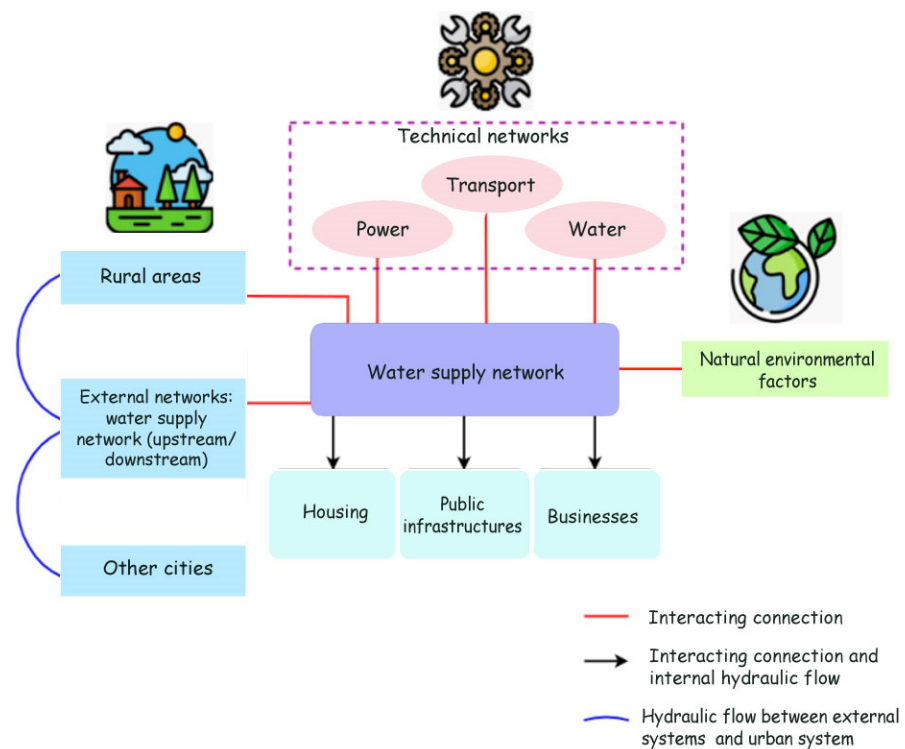 Technical networks
Transport
Power
Water
Rural areas
Water supply network
Natural environmental
factors
External networks:
water supply
network (upstream/
downstream)
Housing
Public
infrastructures
Businesses
Other cities
Interacting connection
Interacting connection and
internal hydraulic flow
Hydraulic flow between external
systems and urban system